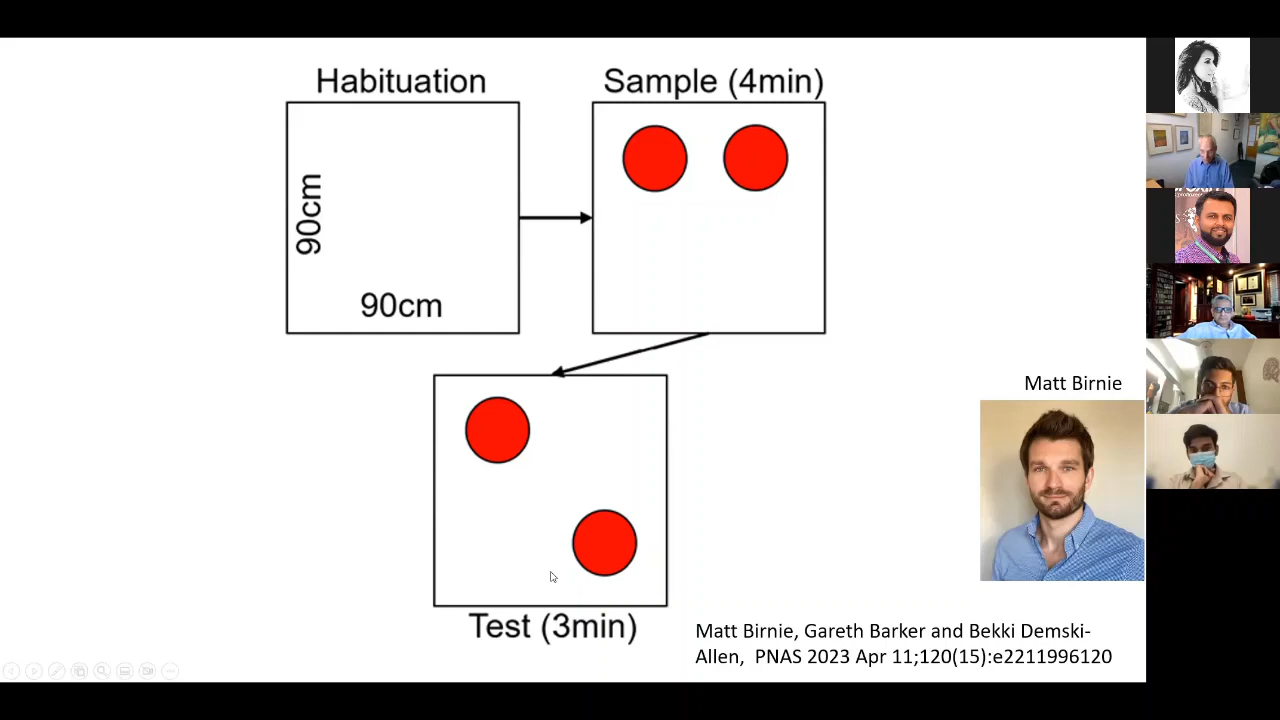 Habituation
Sample (4min)
90cm
90cm
Matt Birnie
Test (3min)
Matt Birnie, Gareth Barker and Bekki Demski-
Allen, PNAS 2023 Apr 11;120(15):e2211996120